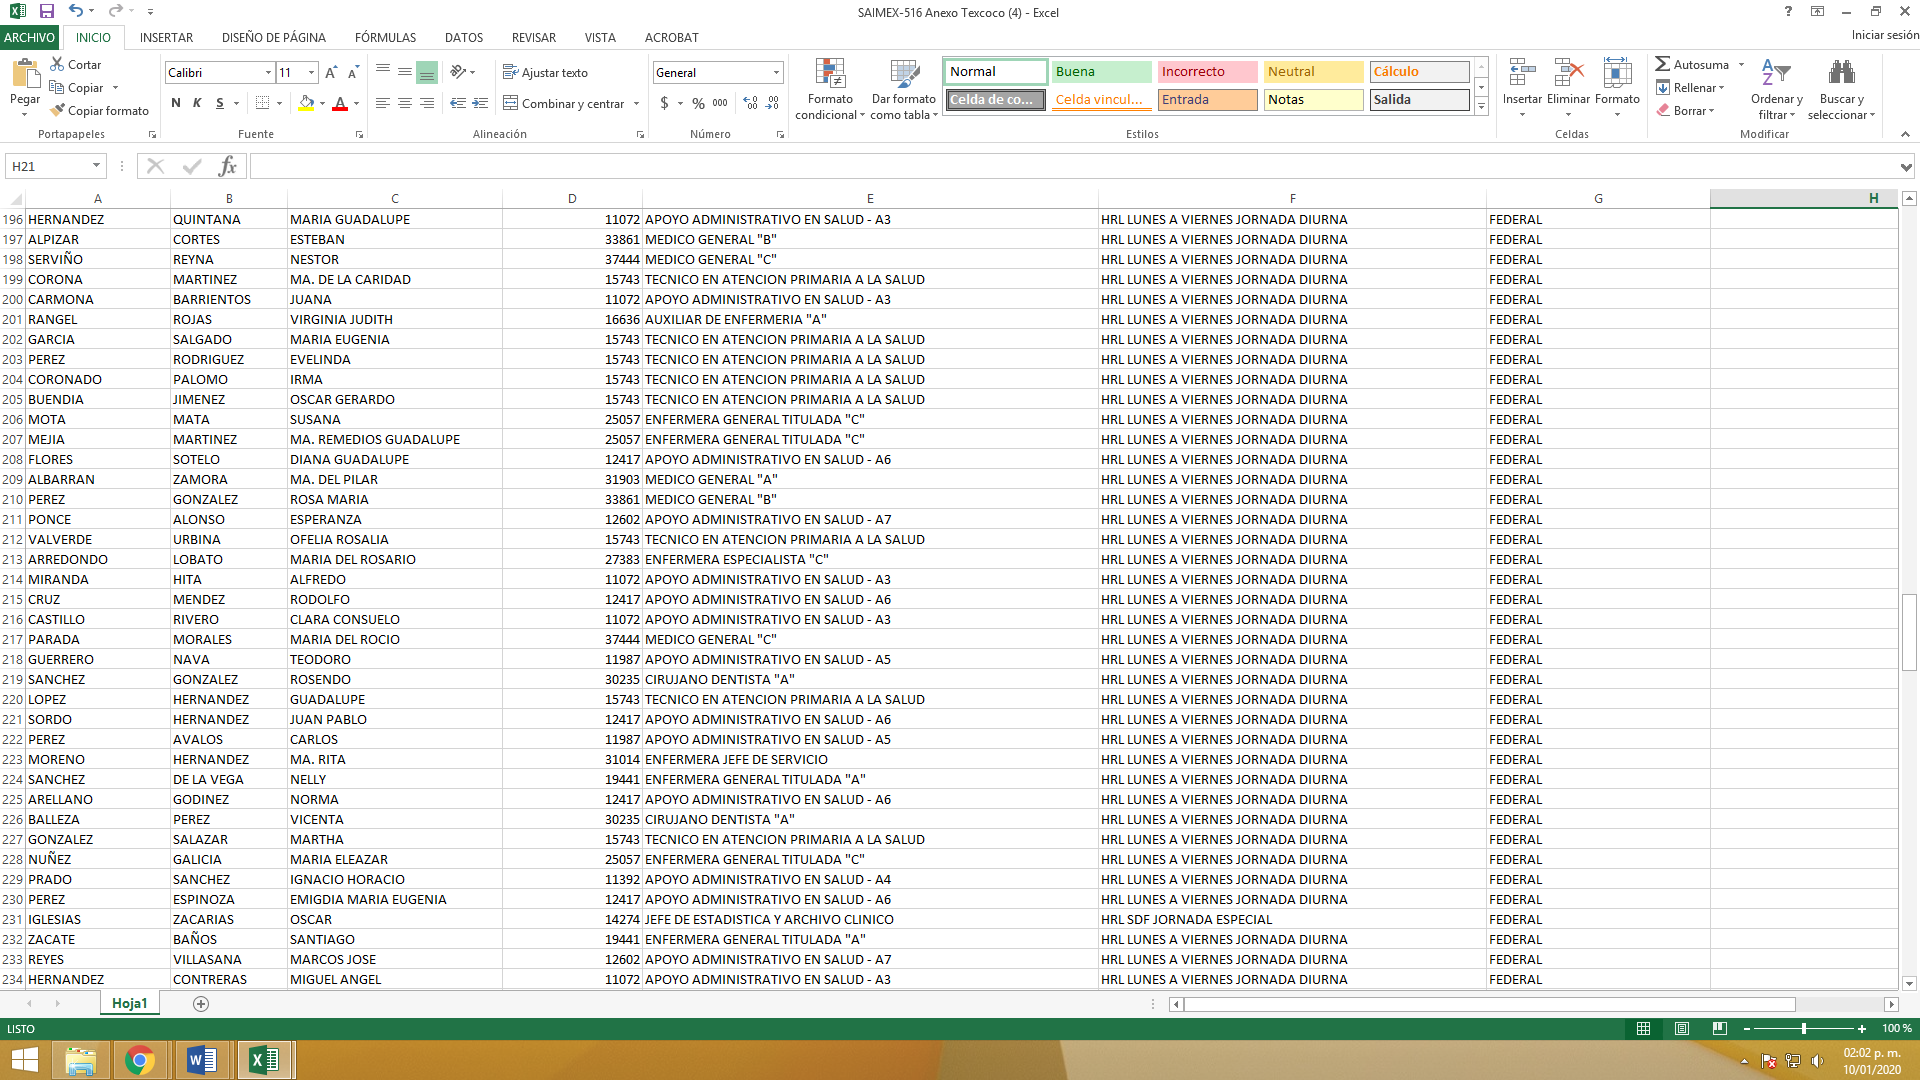 SAIMEX-516 Anexo Texcoco (4) - Excel
Iniciar sesión
ARCHIVO INICIO INSERTAR DISEÑO DE PÁGINA FÓRMULAS DATOS REVISAR VISTA ACROBAT
Pegar
Cortar
Copiar
Copiar formato
Portapapeles
Calibri 11
N K S
Fuente
Ajustar texto
Combinar y centrar
Alineación
General
$ % 000
Número
Formato condicional
Dar formato como tabla
Normal Buena Incorrecto Neutral Cálculo
Celda de co... Celda vincul... Entrada Notas Salida
Estilos
Insertar Eliminar Formato
Celdas
Autosuma
Rellenar
Borrar
Ordenar y filtrar
Buscar y seleccionar
Modificar
H21
A B C D E F G H
196 HERNANDEZ QUINTANA MARIA GUADALUPE 11072 APOYO ADMINISTRATIVO EN SALUD - A3 HRL LUNES A VIERNES JORNADA DIURNA FEDERAL
197 ALPIZAR CORTES ESTEBAN 33861 MEDICO GENERAL "B" HRL LUNES A VIERNES JORNADA DIURNA FEDERAL
198 SERVIÑO REYNA NESTOR 37444 MEDICO GENERAL "C" HRL LUNES A VIERNES JORNADA DIURNA FEDERAL
199 CORONA MARTINEZ MA. DE LA CARIDAD 15743 TECNICO EN ATENCION PRIMARIA A LA SALUD HRL LUNES A VIERNES JORNADA DIURNA FEDERAL
200 CARMONA BARRIENTOS JUANA 11072 APOYO ADMINISTRATIVO EN SALUD - A3 HRL LUNES A VIERNES JORNADA DIURNA FEDERAL
201 RANGEL ROJAS VIRGINIA JUDITH 16636 AUXILIAR DE ENFERMERIA "A" HRL LUNES A VIERNES JORNADA DIURNA FEDERAL
202 GARCIA SALGADO MARIA EUGENIA 15743 TECNICO EN ATENCION PRIMARIA A LA SALUD HRL LUNES A VIERNES JORNADA DIURNA FEDERAL
203 PEREZ RODRIGUEZ EVELINDA 15743 TECNICO EN ATENCION PRIMARIA A LA SALUD HRL LUNES A VIERNES JORNADA DIURNA FEDERAL
204 CORONADO PALOMO IRMA 15743 TECNICO EN ATENCION PRIMARIA A LA SALUD HRL LUNES A VIERNES JORNADA DIURNA FEDERAL
205 BUENDIA JIMENEZ OSCAR GERARDO 15743 TECNICO EN ATENCION PRIMARIA A LA SALUD HRL LUNES A VIERNES JORNADA DIURNA FEDERAL
206 MOTA MATA SUSANA 25057 ENFERMERA GENERAL TITULADA "C" HRL LUNES A VIERNES JORNADA DIURNA FEDERAL
207 MEJIA MARTINEZ MA. REMEDIOS GUADALUPE 25057 ENFERMERA GENERAL TITULADA "C" HRL LUNES A VIERNES JORNADA DIURNA FEDERAL
208 FLORES SOTELO DIANA GUADALUPE 12417 APOYO ADMINISTRATIVO EN SALUD - A6 HRL LUNES A VIERNES JORNADA DIURNA FEDERAL
209 ALBARRAN ZAMORA MA. DEL PILAR 31903 MEDICO GENERAL "A" HRL LUNES A VIERNES JORNADA DIURNA FEDERAL
210 PEREZ GONZALEZ ROSA MARIA 33861 MEDICO GENERAL "B" HRL LUNES A VIERNES JORNADA DIURNA FEDERAL
211 PONCE ALONSO ESPERANZA 12602 APOYO ADMINISTRATIVO EN SALUD - A7 HRL LUNES A VIERNES JORNADA DIURNA FEDERAL
212 VALVERDE URBINA OFELIA ROSALIA 15743 TECNICO EN ATENCION PRIMARIA A LA SALUD HRL LUNES A VIERNES JORNADA DIURNA FEDERAL
213 ARREDONDO LOBATO MARIA DEL ROSARIO 27383 ENFERMERA ESPECIALISTA "C" HRL LUNES A VIERNES JORNADA DIURNA FEDERAL
214 MIRANDA HITA ALFREDO 11072 APOYO ADMINISTRATIVO EN SALUD - A3 HRL LUNES A VIERNES JORNADA DIURNA FEDERAL
215 CRUZ MENDEZ RODOLFO 12417 APOYO ADMINISTRATIVO EN SALUD - A6 HRL LUNES A VIERNES JORNADA DIURNA FEDERAL
216 CASTILLO RIVERO CLARA CONSUELO 11072 APOYO ADMINISTRATIVO EN SALUD - A3 HRL LUNES A VIERNES JORNADA DIURNA FEDERAL
217 PARADA MORALES MARIA DEL ROCIO 37444 MEDICO GENERAL "C" HRL LUNES A VIERNES JORNADA DIURNA FEDERAL
218 GUERRERO NAVA TEODORO 11987 APOYO ADMINISTRATIVO EN SALUD - A5 HRL LUNES A VIERNES JORNADA DIURNA FEDERAL
219 SANCHEZ GONZALEZ ROSENDO 30235 CIRUJANO DENTISTA "A" HRL LUNES A VIERNES JORNADA DIURNA FEDERAL
220 LOPEZ HERNANDEZ GUADALUPE 15743 TECNICO EN ATENCION PRIMARIA A LA SALUD HRL LUNES A VIERNES JORNADA DIURNA FEDERAL
221 SORDO HERNANDEZ JUAN PABLO 12417 APOYO ADMINISTRATIVO EN SALUD - A6 HRL LUNES A VIERNES JORNADA DIURNA FEDERAL
222 PEREZ AVALOS CARLOS 11987 APOYO ADMINISTRATIVO EN SALUD - A5 HRL LUNES A VIERNES JORNADA DIURNA FEDERAL
223 MORENO HERNANDEZ MA. RITA 31014 ENFERMERA JEFE DE SERVICIO HRL LUNES A VIERNES JORNADA DIURNA FEDERAL
224 SANCHEZ DE LA VEGA NELLY 19441 ENFERMERA GENERAL TITULADA "A" HRL LUNES A VIERNES JORNADA DIURNA FEDERAL
225 ARELLANO GODINEZ NORMA 12417 APOYO ADMINISTRATIVO EN SALUD - A6 HRL LUNES A VIERNES JORNADA DIURNA FEDERAL
226 BALLEZA PEREZ VICENTA 30235 CIRUJANO DENTISTA "A" HRL LUNES A VIERNES JORNADA DIURNA FEDERAL
227 GONZALEZ SALAZAR MARTHA 15743 TECNICO EN ATENCION PRIMARIA A LA SALUD HRL LUNES A VIERNES JORNADA DIURNA FEDERAL
228 NUÑEZ GALICIA MARIA ELEAZAR 25057 ENFERMERA GENERAL TITULADA "C" HRL LUNES A VIERNES JORNADA DIURNA FEDERAL
229 PRADO SANCHEZ IGNACIO HORACIO 11392 APOYO ADMINISTRATIVO EN SALUD - A4 HRL LUNES A VIERNES JORNADA DIURNA FEDERAL
230 PEREZ ESPINOZA EMIGDIA MARIA EUGENIA 12417 APOYO ADMINISTRATIVO EN SALUD - A6 HRL LUNES A VIERNES JORNADA DIURNA FEDERAL
231 IGLESIAS ZACARIAS OSCAR 14274 JEFE DE ESTADISTICA Y ARCHIVO CLINICO HRL SDF JORNADA ESPECIAL FEDERAL
232 ZACATE BAÑOS SANTIAGO 19441 ENFERMERA GENERAL TITULADA "A" HRL LUNES A VIERNES JORNADA DIURNA FEDERAL
233 REYES VILLASANA MARCOS JOSE 12602 APOYO ADMINISTRATIVO EN SALUD - A7 HRL LUNES A VIERNES JORNADA DIURNA FEDERAL
234 HERNANDEZ CONTRERAS MIGUEL ANGEL 11072 APOYO ADMINISTRATIVO EN SALUD - A3 HRL LUNES A VIERNES JORNADA DIURNA FEDERAL
Hoja1
LISTO
100 %
02:02 p. m.
10/01/2020